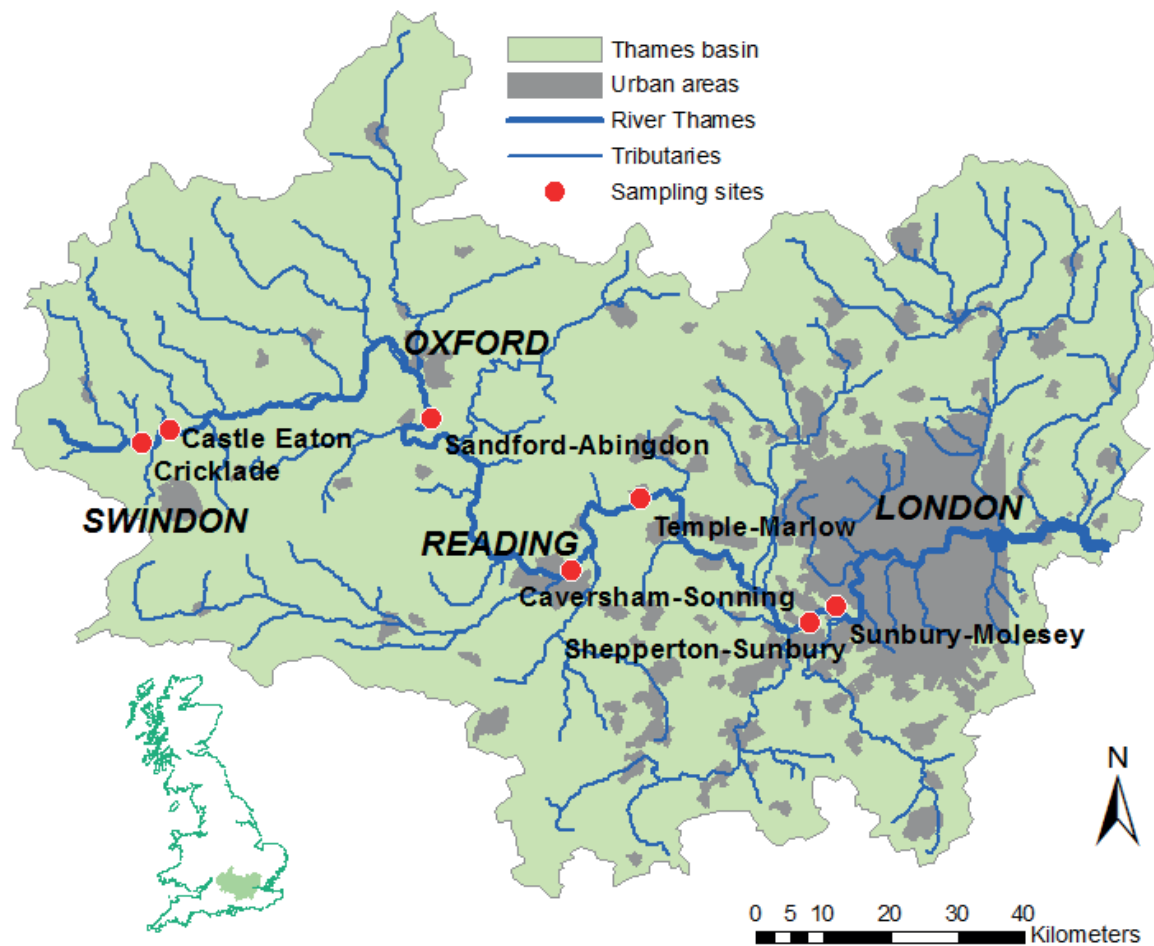 Thames basin
Urban areas
River Thames
Tributaries
Sampling sites
OXFORD
Castle Eaton
Sandford-Abingdon
Cricklade
SWINDON
LONDON
Temple-Marlow
READING
Caversham-Sonning
Sunbury-Molesey
Shepperton-Sunbury
N
0 5 10 20 30 40
Kilometers